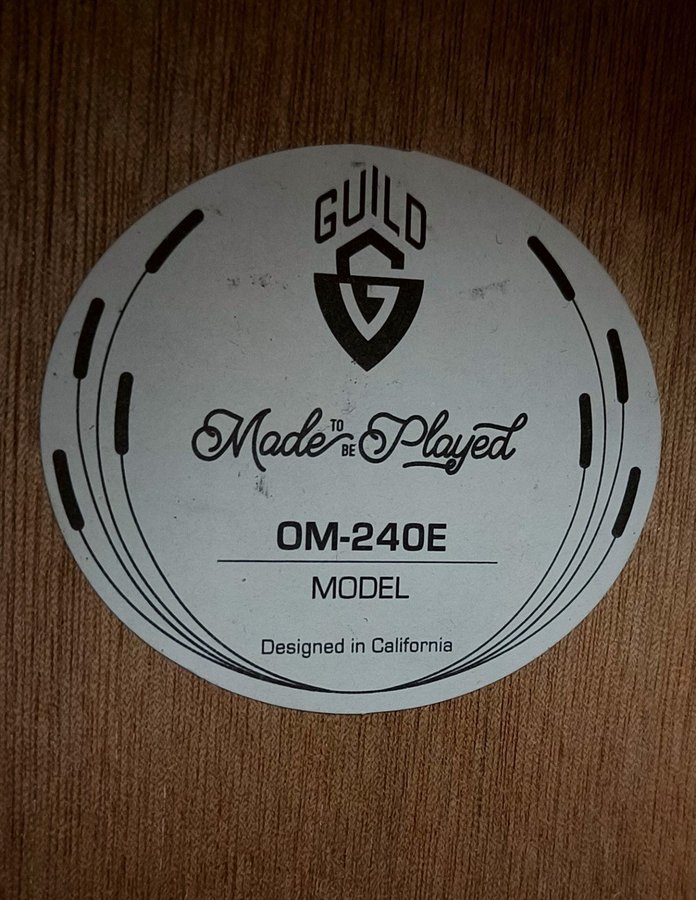 GUILD
G
Made TO BE Played
OM-240E
MODEL
Designed in California